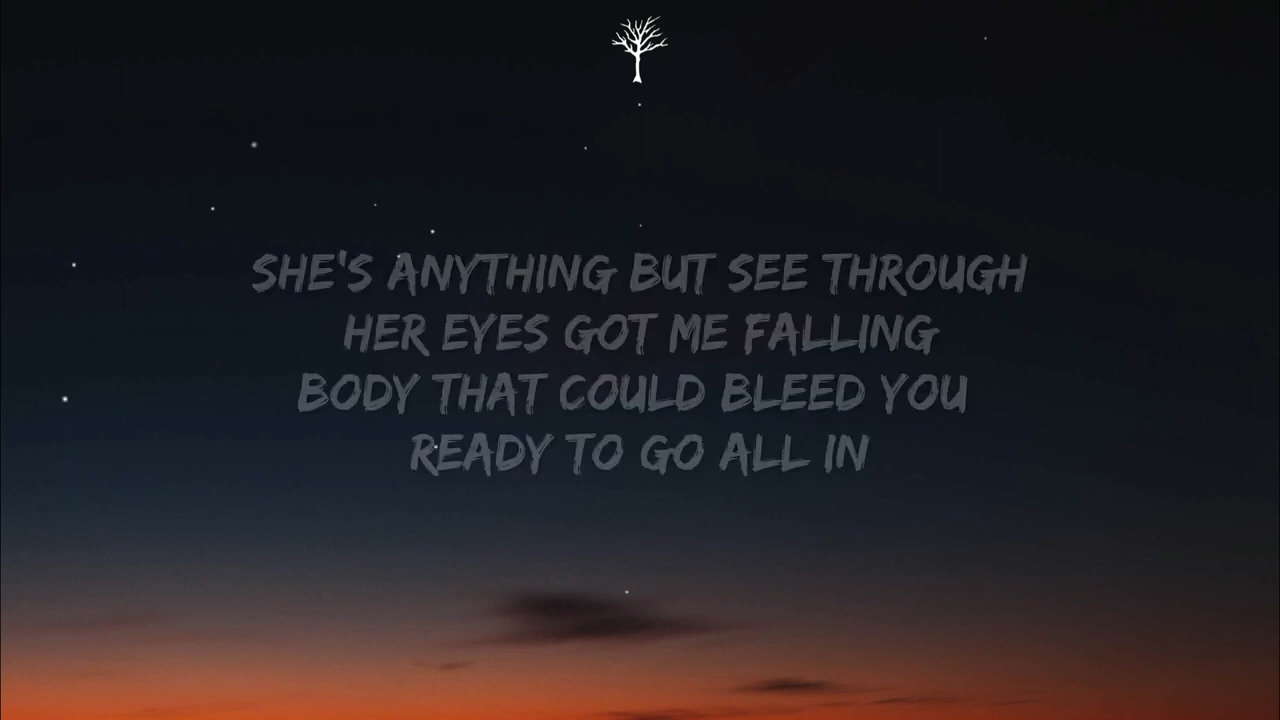 SHE'S ANYTHING BUT SEE THROUGH
HER EYES GOT ME FALLING
BODY THAT COULD BLEED YOU
READY TO GO ALL IN